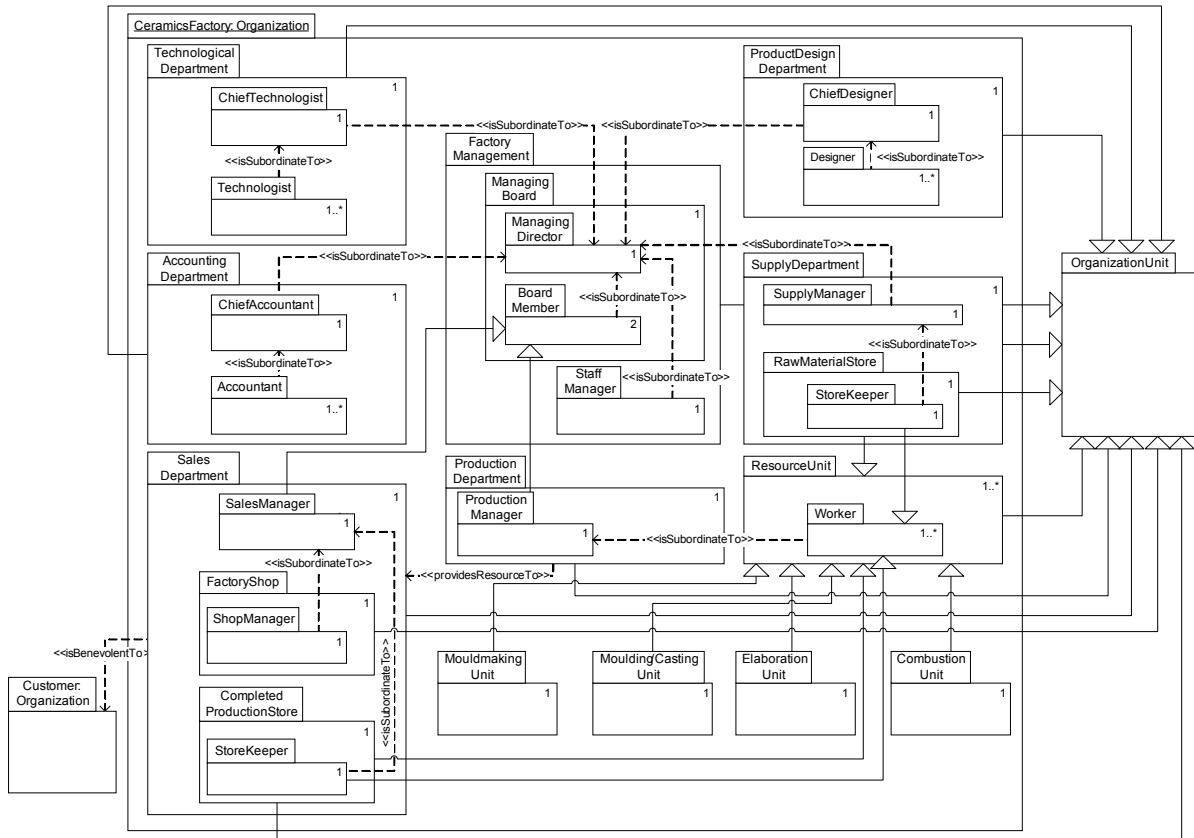 CeramicsFactory: Organization
Technological
Department
1
ChiefTechnologist
1
<<isSubordinateTo>>
Technologist
1..*
<<isSubordinateTo>>
<<isSubordinateTo>>
ProductDesign
Department
1
ChiefDesigner
1
Designer
<<isSubordinateTo>>
1..*
Factory
Management
Managing
Board
1
Managing
Director
1
Board
Member
<<isSubordinateTo>>
2
Staff
Manager
<<isSubordinateTo>>
1
Accounting
Department
<<isSubordinateTo>>
1
ChiefAccountant
1
<<isSubordinateTo>>
Accountant
1..*
<<isSubordinateTo>>
SupplyDepartment
1
SupplyManager
1
<<isSubordinateTo>>
RawMaterialStore
1
StoreKeeper
1
OrganizationUnit
Sales
Department
1
SalesManager
1
<<isSubordinateTo>>
FactoryShop
1
ShopManager
1
<<isSubordinateTo>>
Completed
ProductionStore
1
StoreKeeper
1
Production
Department
1
Production
Manager
1
<<isSubordinateTo>>
<<providesResourceTo>>
ResourceUnit
1..*
Worker
1..*
Mouldmaking
Unit
1
Moulding/Casting
Unit
1
Elaboration
Unit
1
Combustion
Unit
1
<<isBenevolentTo>>
Customer:
Organization